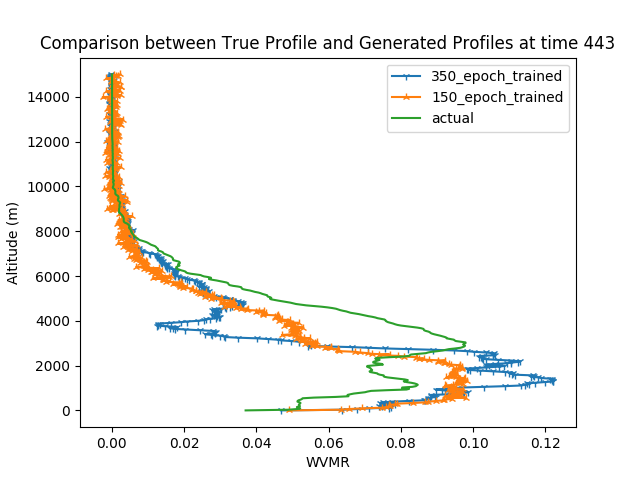 Comparison between True Profile and Generated Profiles at time 443
350_epoch_trained
150_epoch_trained
actual
Altitude (m)
14000
12000
10000
8000
6000
4000
2000
0
0.00 0.02 0.04 0.06 0.08 0.10 0.12
WVMR